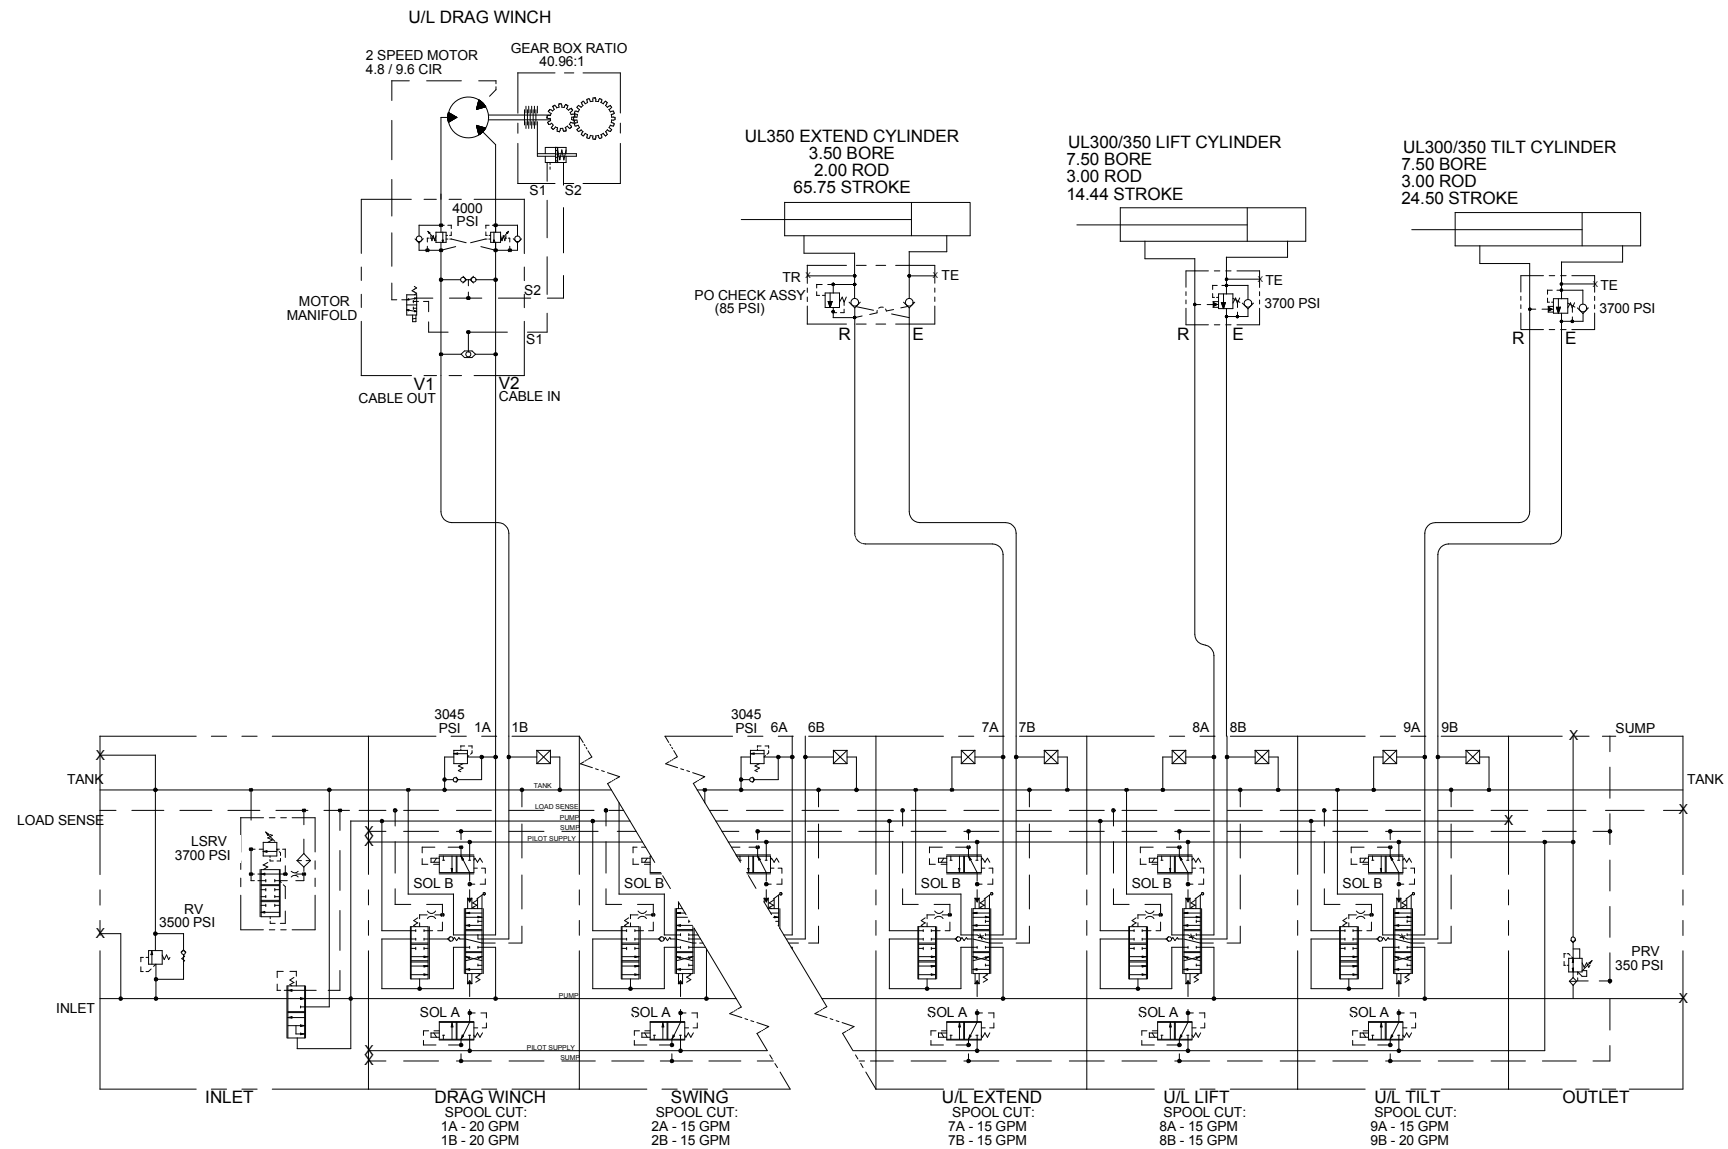 U/L DRAG WINCH
2 SPEED MOTOR
4.8 / 9.6 CIR
GEAR BOX RATIO
40.96:1
S1
S2
4000
PSI
S2
MOTOR
MANIFOLD
S1
V1
CABLE OUT
V2
CABLE IN
UL350 EXTEND CYLINDER
3.50 BORE
2.00 ROD
65.75 STROKE
TR
TE
PO CHECK ASSY
(85 PSI)
R
E
UL300/350 LIFT CYLINDER
7.50 BORE
3.00 ROD
14.44 STROKE
TE
3700 PSI
R
E
UL300/350 TILT CYLINDER
7.50 BORE
3.00 ROD
24.50 STROKE
TE
3700 PSI
R
E
3045
PSI
1A
1B
3045
PSI
6A
6B
7A
7B
8A
8B
9A
9B
SUMP
TANK
TANK
TANK
LOAD SENSE
LOAD SENSE
PUMP
SUMP
PILOT SUPPLY
LSRV
3700 PSI
RV
3500 PSI
SOL B
SOL B
SOL B
SOL B
SOL B
PRV
350 PSI
INLET
PUMP
SOL A
SOL A
SOL A
SOL A
SOL A
PILOT SUPPLY
SUMP
INLET
DRAG WINCH
SPOOL CUT:
1A - 20 GPM
1B - 20 GPM
SWING
SPOOL CUT:
2A - 15 GPM
2B - 15 GPM
U/L EXTEND
SPOOL CUT:
7A - 15 GPM
7B - 15 GPM
U/L LIFT
SPOOL CUT:
8A - 15 GPM
8B - 15 GPM
U/L TILT
SPOOL CUT:
9A - 15 GPM
9B - 20 GPM
OUTLET